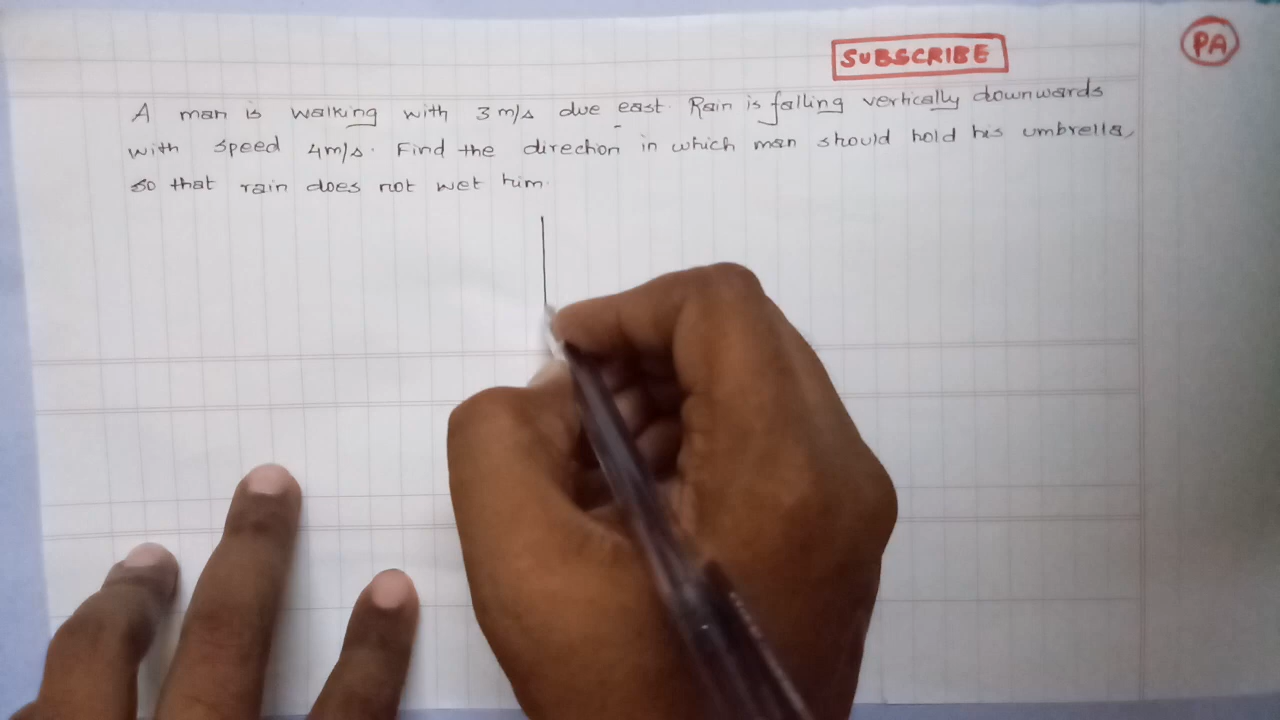 SUBSCRIBE
PA
A man is walking with 3 m/s due east. Rain is falling vertically downwards
with speed 4m/s. Find the direction in which man should hold his umbrella,
so that rain does not wet him.